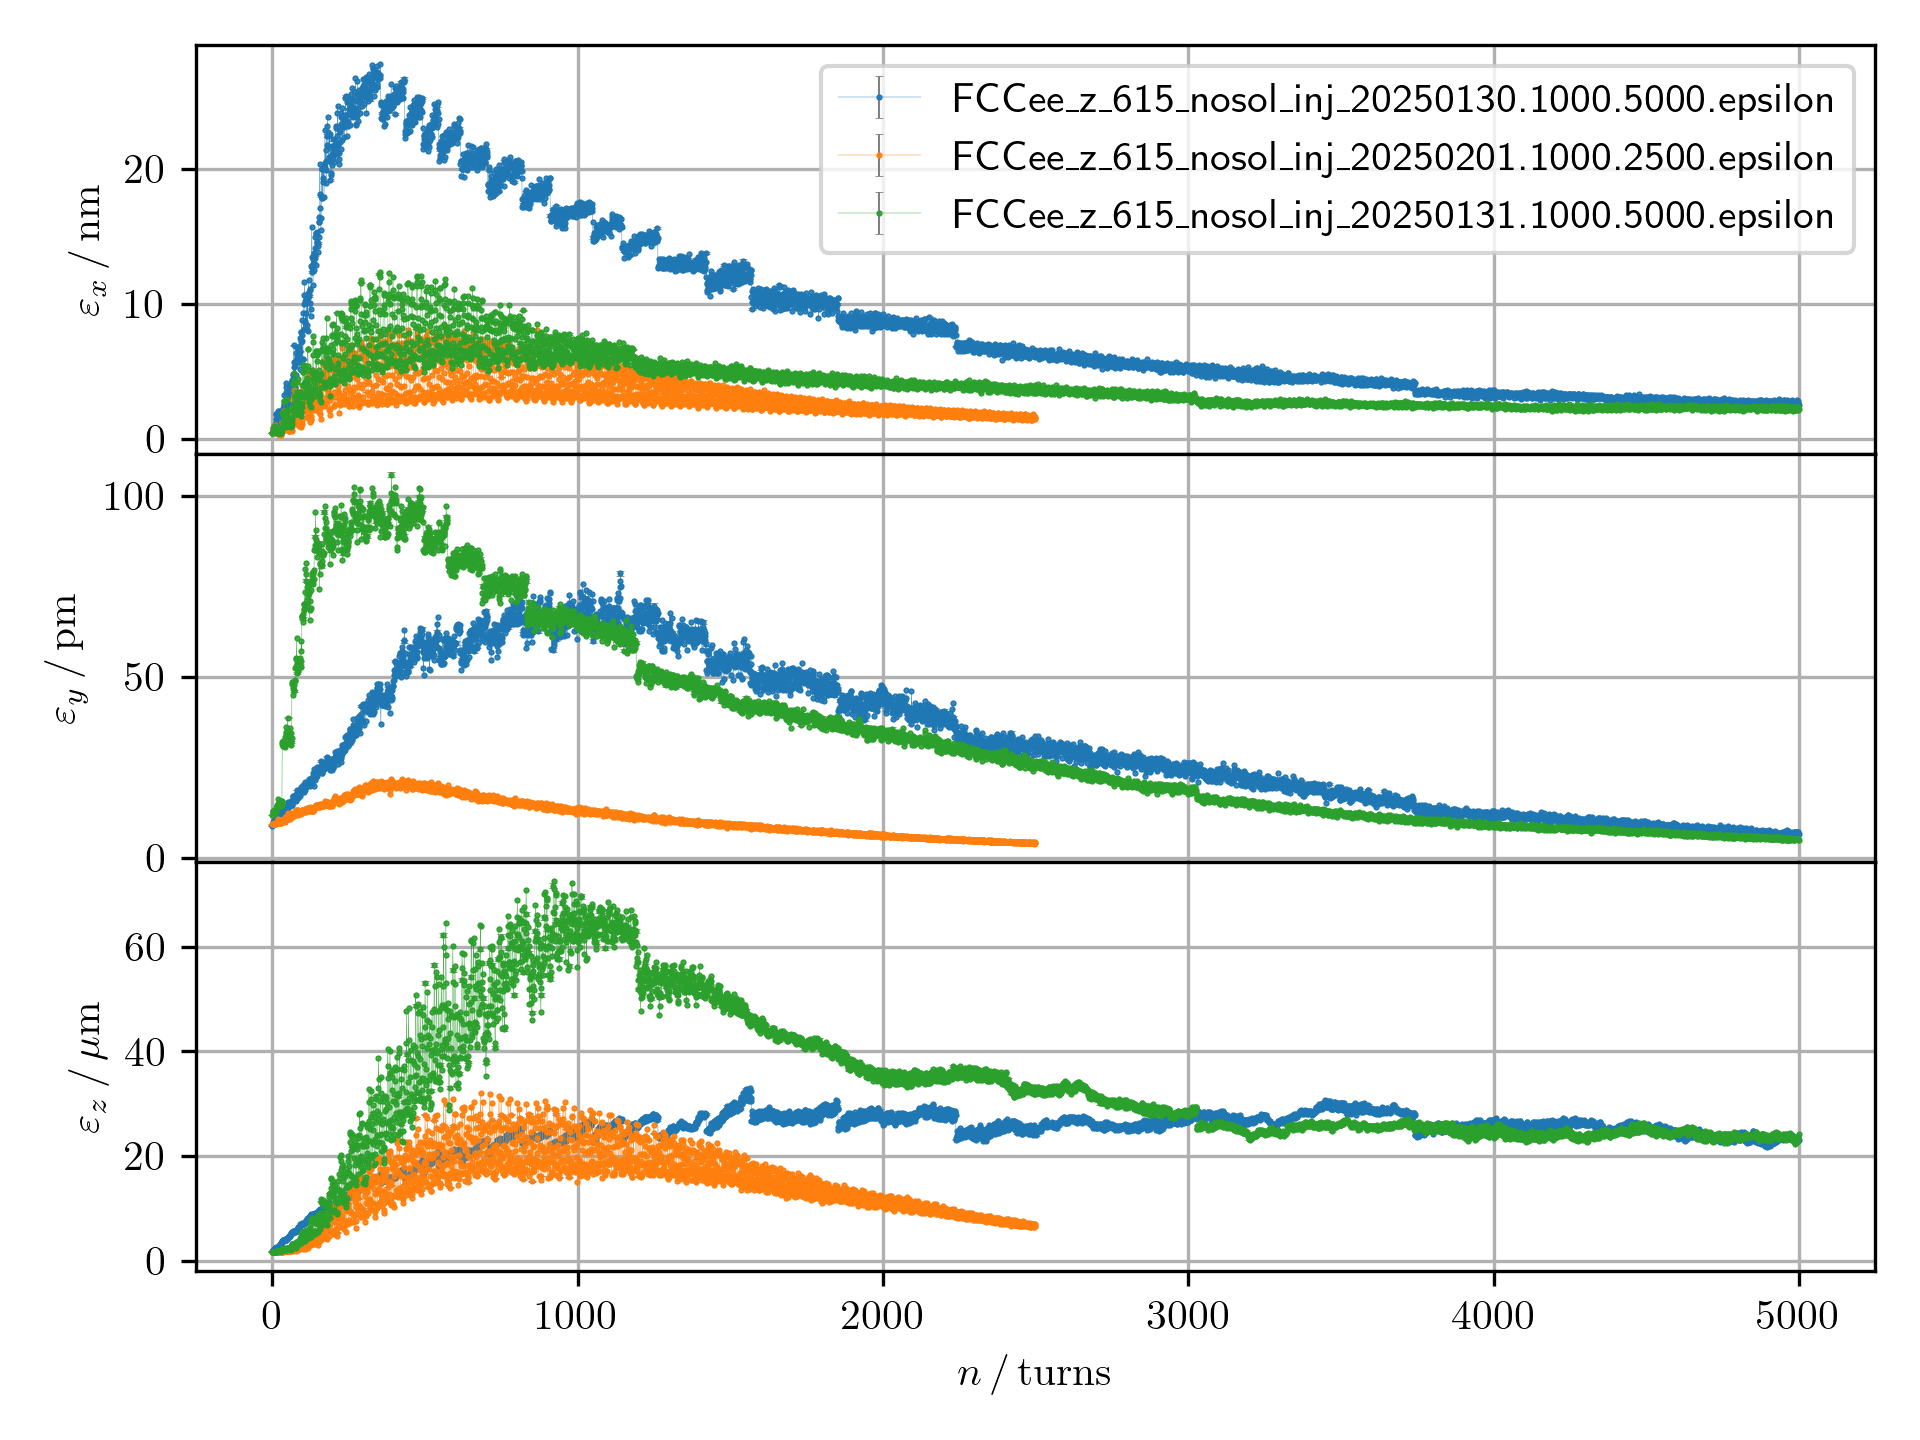 FCCee_z_615_nosol_inj_20250130.1000.5000.epsilon
FCCee_z_615_nosol_inj_20250201.1000.2500.epsilon
FCCee_z_615_nosol_inj_20250131.1000.5000.epsilon
20
10
0
εx / nm
100
50
0
εy / pm
60
40
20
0
εz / μm
0 1000 2000 3000 4000 5000
n / turns